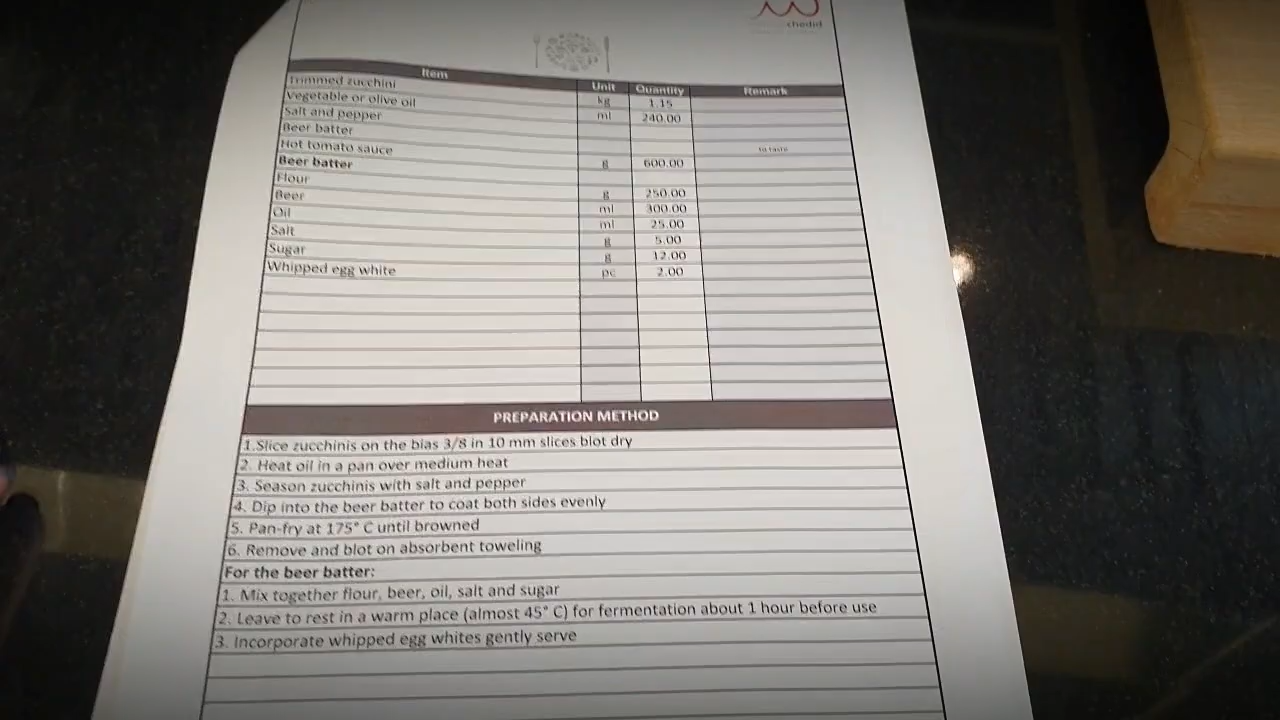 chedid
Item Unit Quantity Remark
Trimmed zucchini kg 1.15
Vegetable or olive oil ml 240.00
Salt and pepper
Beer batter to taste
Hot tomato sauce
Beer batter g 600.00
Flour
Beer g 250.00
Oil ml 300.00
Salt ml 25.00
Sugar g 5.00
Whipped egg white g 12.00
pc 2.00
PREPARATION METHOD
1.Slice zucchinis on the bias 3/8 in 10 mm slices blot dry
2. Heat oil in a pan over medium heat
3. Season zucchinis with salt and pepper
4. Dip into the beer batter to coat both sides evenly
5. Pan-fry at 175° C until browned
6. Remove and blot on absorbent toweling
For the beer batter:
1. Mix together flour, beer, oil, salt and sugar
2. Leave to rest in a warm place (almost 45° C) for fermentation about 1 hour before use
3. Incorporate whipped egg whites gently serve